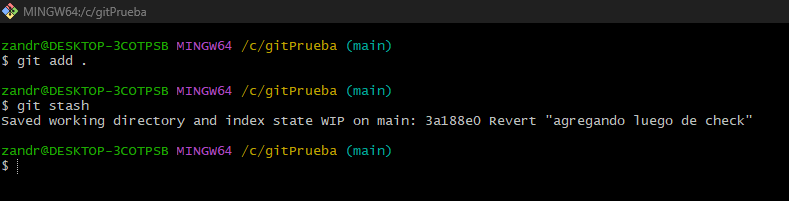 MINGW64:/c/gitPrueba
zandr@DESKTOP-3COTPSB MINGW64 /c/gitPrueba (main)
$ git add .
zandr@DESKTOP-3COTPSB MINGW64 /c/gitPrueba (main)
$ git stash
Saved working directory and index state WIP on main: 3a188e0 Revert "agregando luego de check"
zandr@DESKTOP-3COTPSB MINGW64 /c/gitPrueba (main)
$